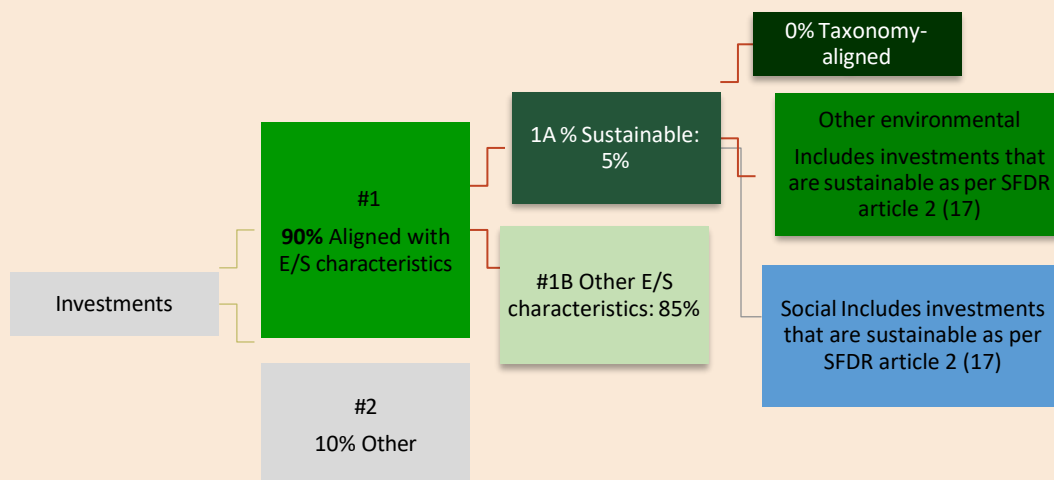 Investments
#1
90% Aligned with
E/S characteristics
#2
10% Other
1A % Sustainable:
5%
#1B Other E/S
characteristics: 85%
0% Taxonomy-
aligned
Other environmental
Includes investments that
are sustainable as per SFDR
article 2 (17)
Social Includes investments
that are sustainable as per
SFDR article 2 (17)